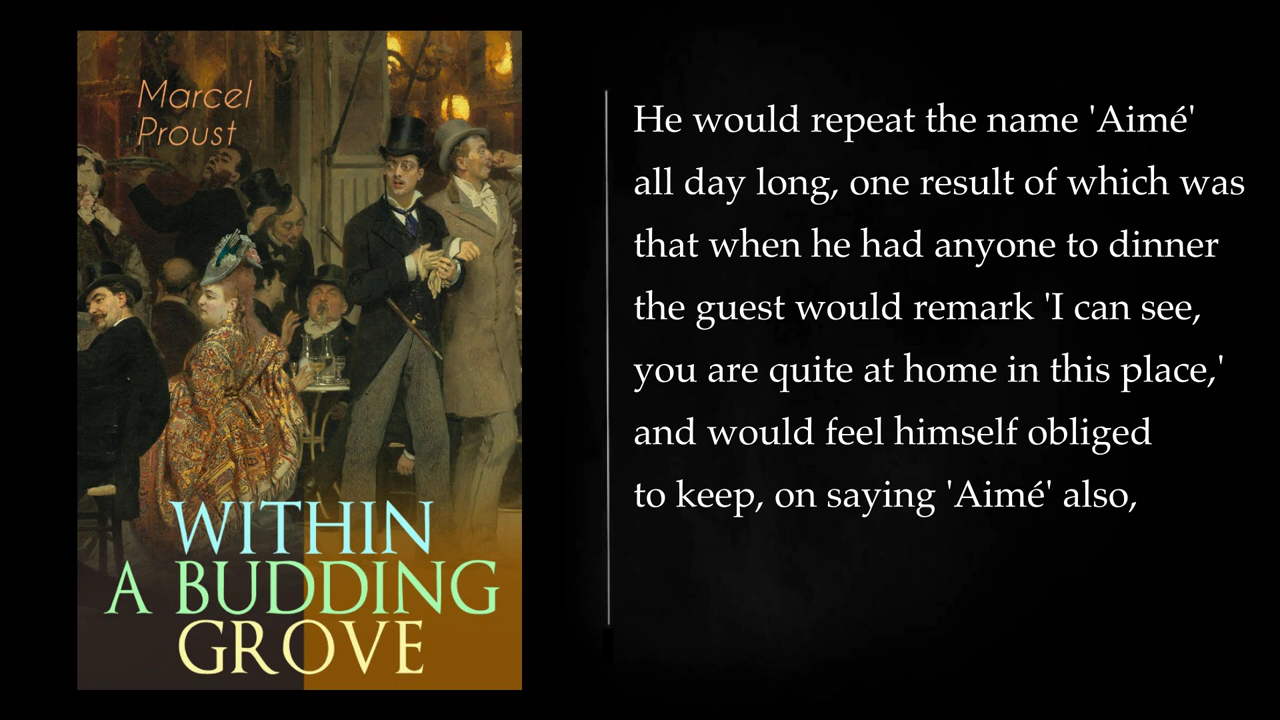 Marcel
Proust
WITHIN
A BUDDING
GROVE
He would repeat the name 'Aimé'
all day long, one result of which was
that when he had anyone to dinner
the guest would remark 'I can see,
you are quite at home in this place,'
and would feel himself obliged
to keep, on saying 'Aimé' also,